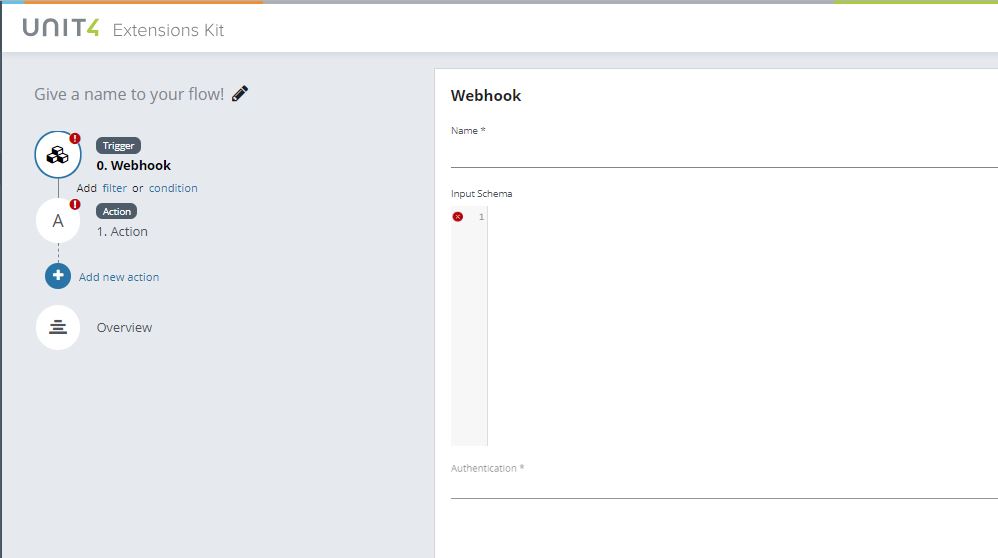 UNIT4 Extensions Kit
Give a name to your flow!
Trigger
0. Webhook
Add filter or condition
A
Action
1. Action
Add new action
Overview
Webhook
Name *
Input Schema
1
Authentication *